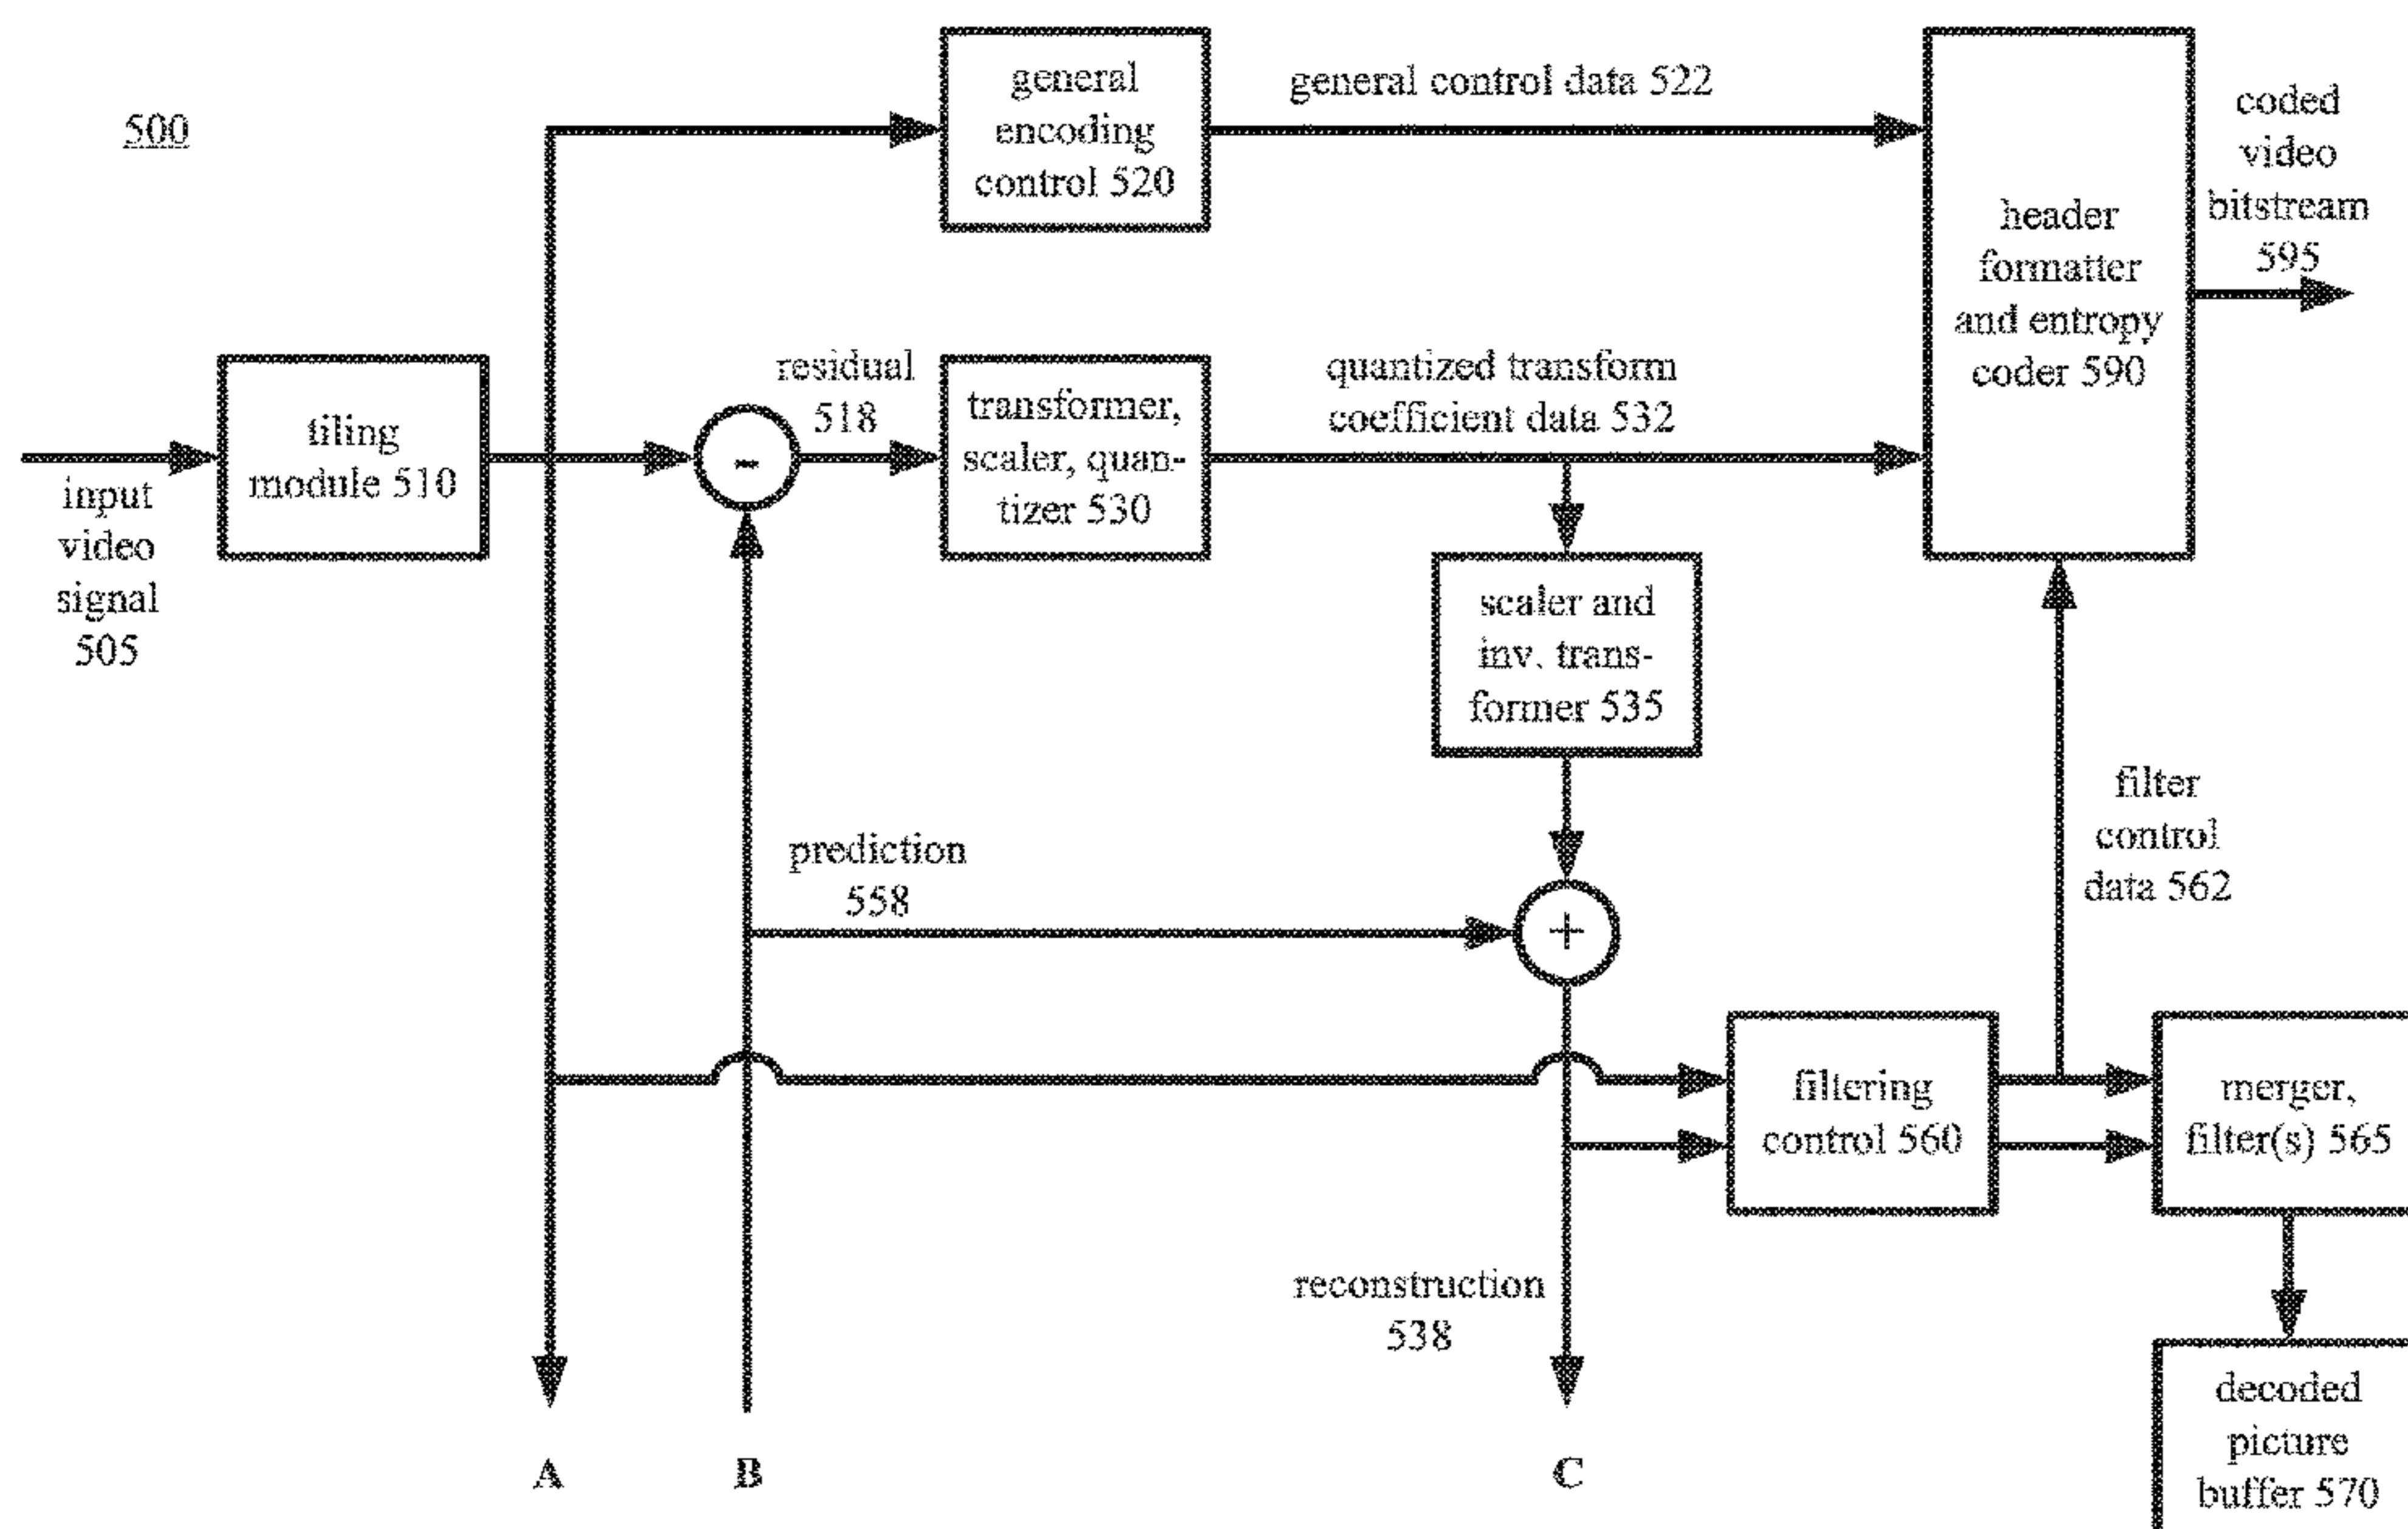 500
general
encoding
control 520
general control data 522
header
formatter
and entropy
coder 590
coded
video
bitstream
595
input
video
signal
505
tiling
module 510
residual
518
-
transformer,
scaler, quan-
tizer 530
quantized transform
coefficient data 532
scaler and
inv. trans-
former 535
prediction
558
+
filter
control
data 562
filtering
control 560
merger,
filter(s) 565
reconstruction
538
decoded
picture
buffer 570
A
B
C